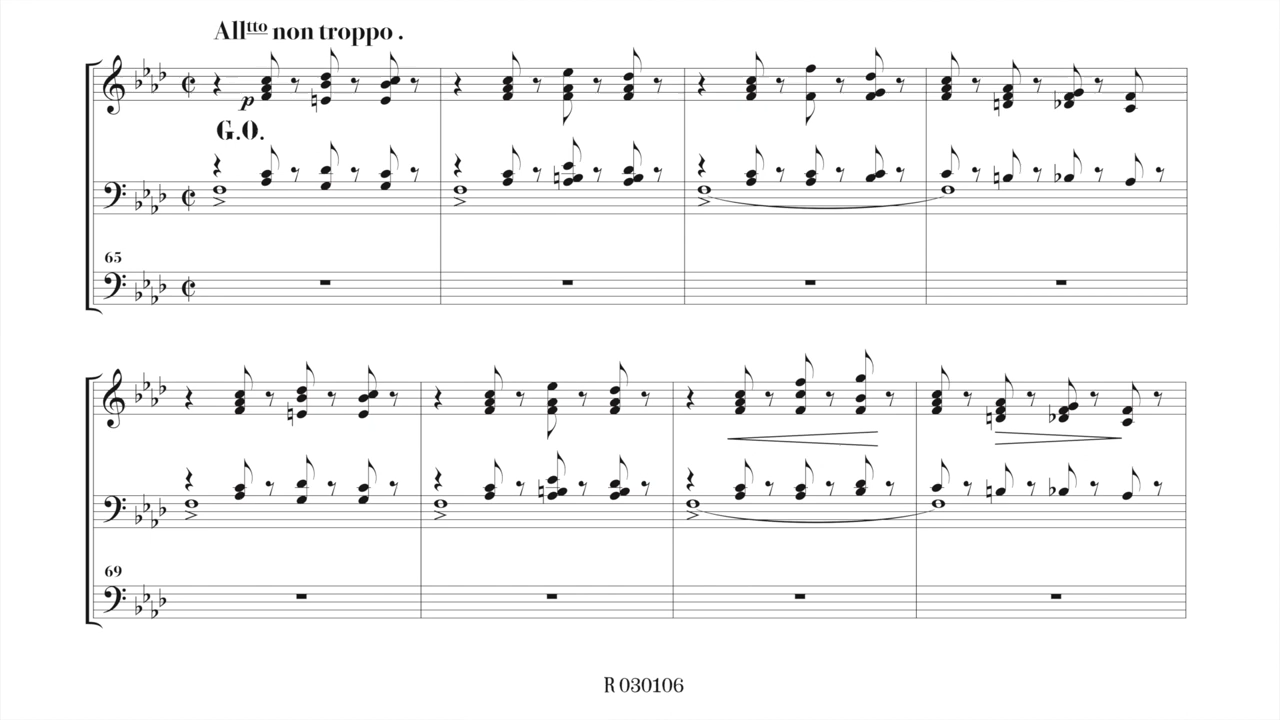 Allᵗᵗᵒ non troppo .
p
G.O.
65
69
R 030106